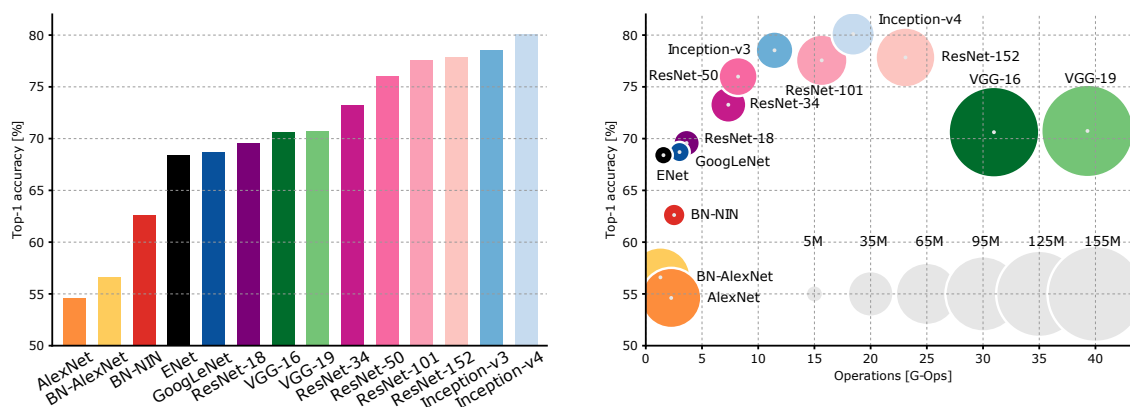 80
75
70
65
60
55
50
Top-1 accuracy [%]
AlexNet
BN-AlexNet
BN-NIN
ENet
GoogLeNet
ResNet-18
VGG-16
VGG-19
ResNet-34
ResNet-50
ResNet-101
ResNet-152
Inception-v3
Inception-v4
80
75
70
65
60
55
50
Top-1 accuracy [%]
Inception-v4
Inception-v3
ResNet-152
ResNet-50
VGG-16
VGG-19
ResNet-101
ResNet-34
ResNet-18
GoogLeNet
ENet
BN-NIN
5M
35M
65M
95M
125M
155M
BN-AlexNet
AlexNet
0
5
10
15
20
25
30
35
40
Operations [G-Ops]